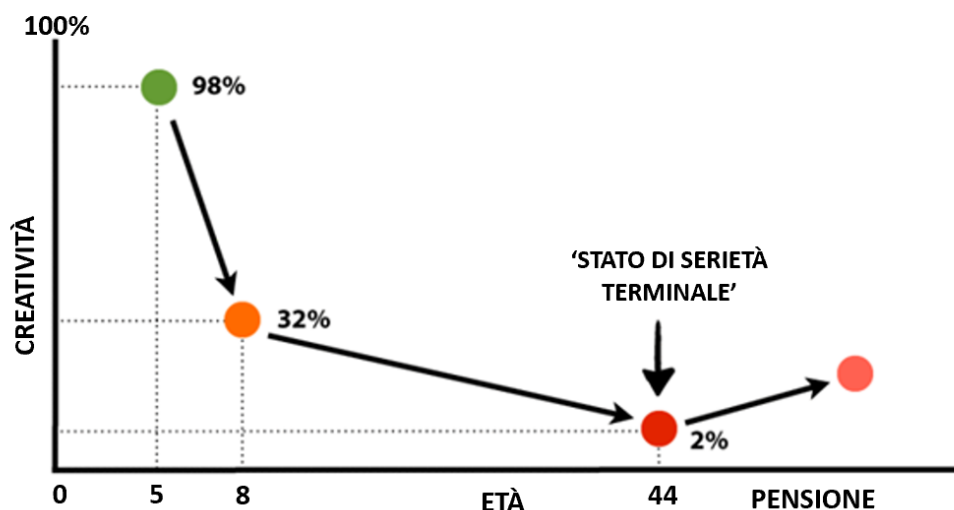 100%
98%
CREATIVITÀ
32%
‘STATO DI SERIETÀ
TERMINALE’
2%
0
5
8
ETÀ
44
PENSIONE